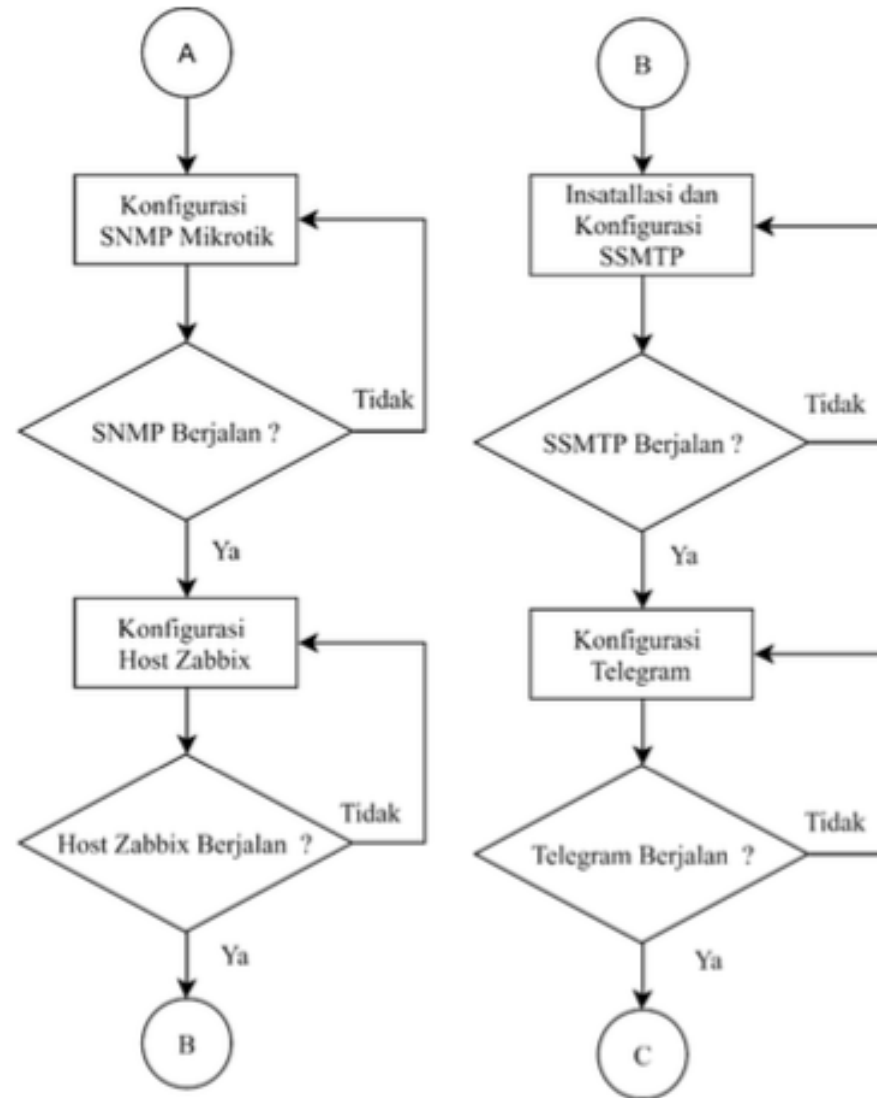 A
Konfigurasi
SNMP Mikrotik
SNMP Berjalan ?
Tidak
Ya
Konfigurasi
Host Zabbix
Host Zabbix Berjalan ?
Tidak
Ya
B
B
Insatallasi dan
Konfigurasi
SSMTP
SSMTP Berjalan ?
Tidak
Ya
Konfigurasi
Telegram
Telegram Berjalan ?
Tidak
Ya
C